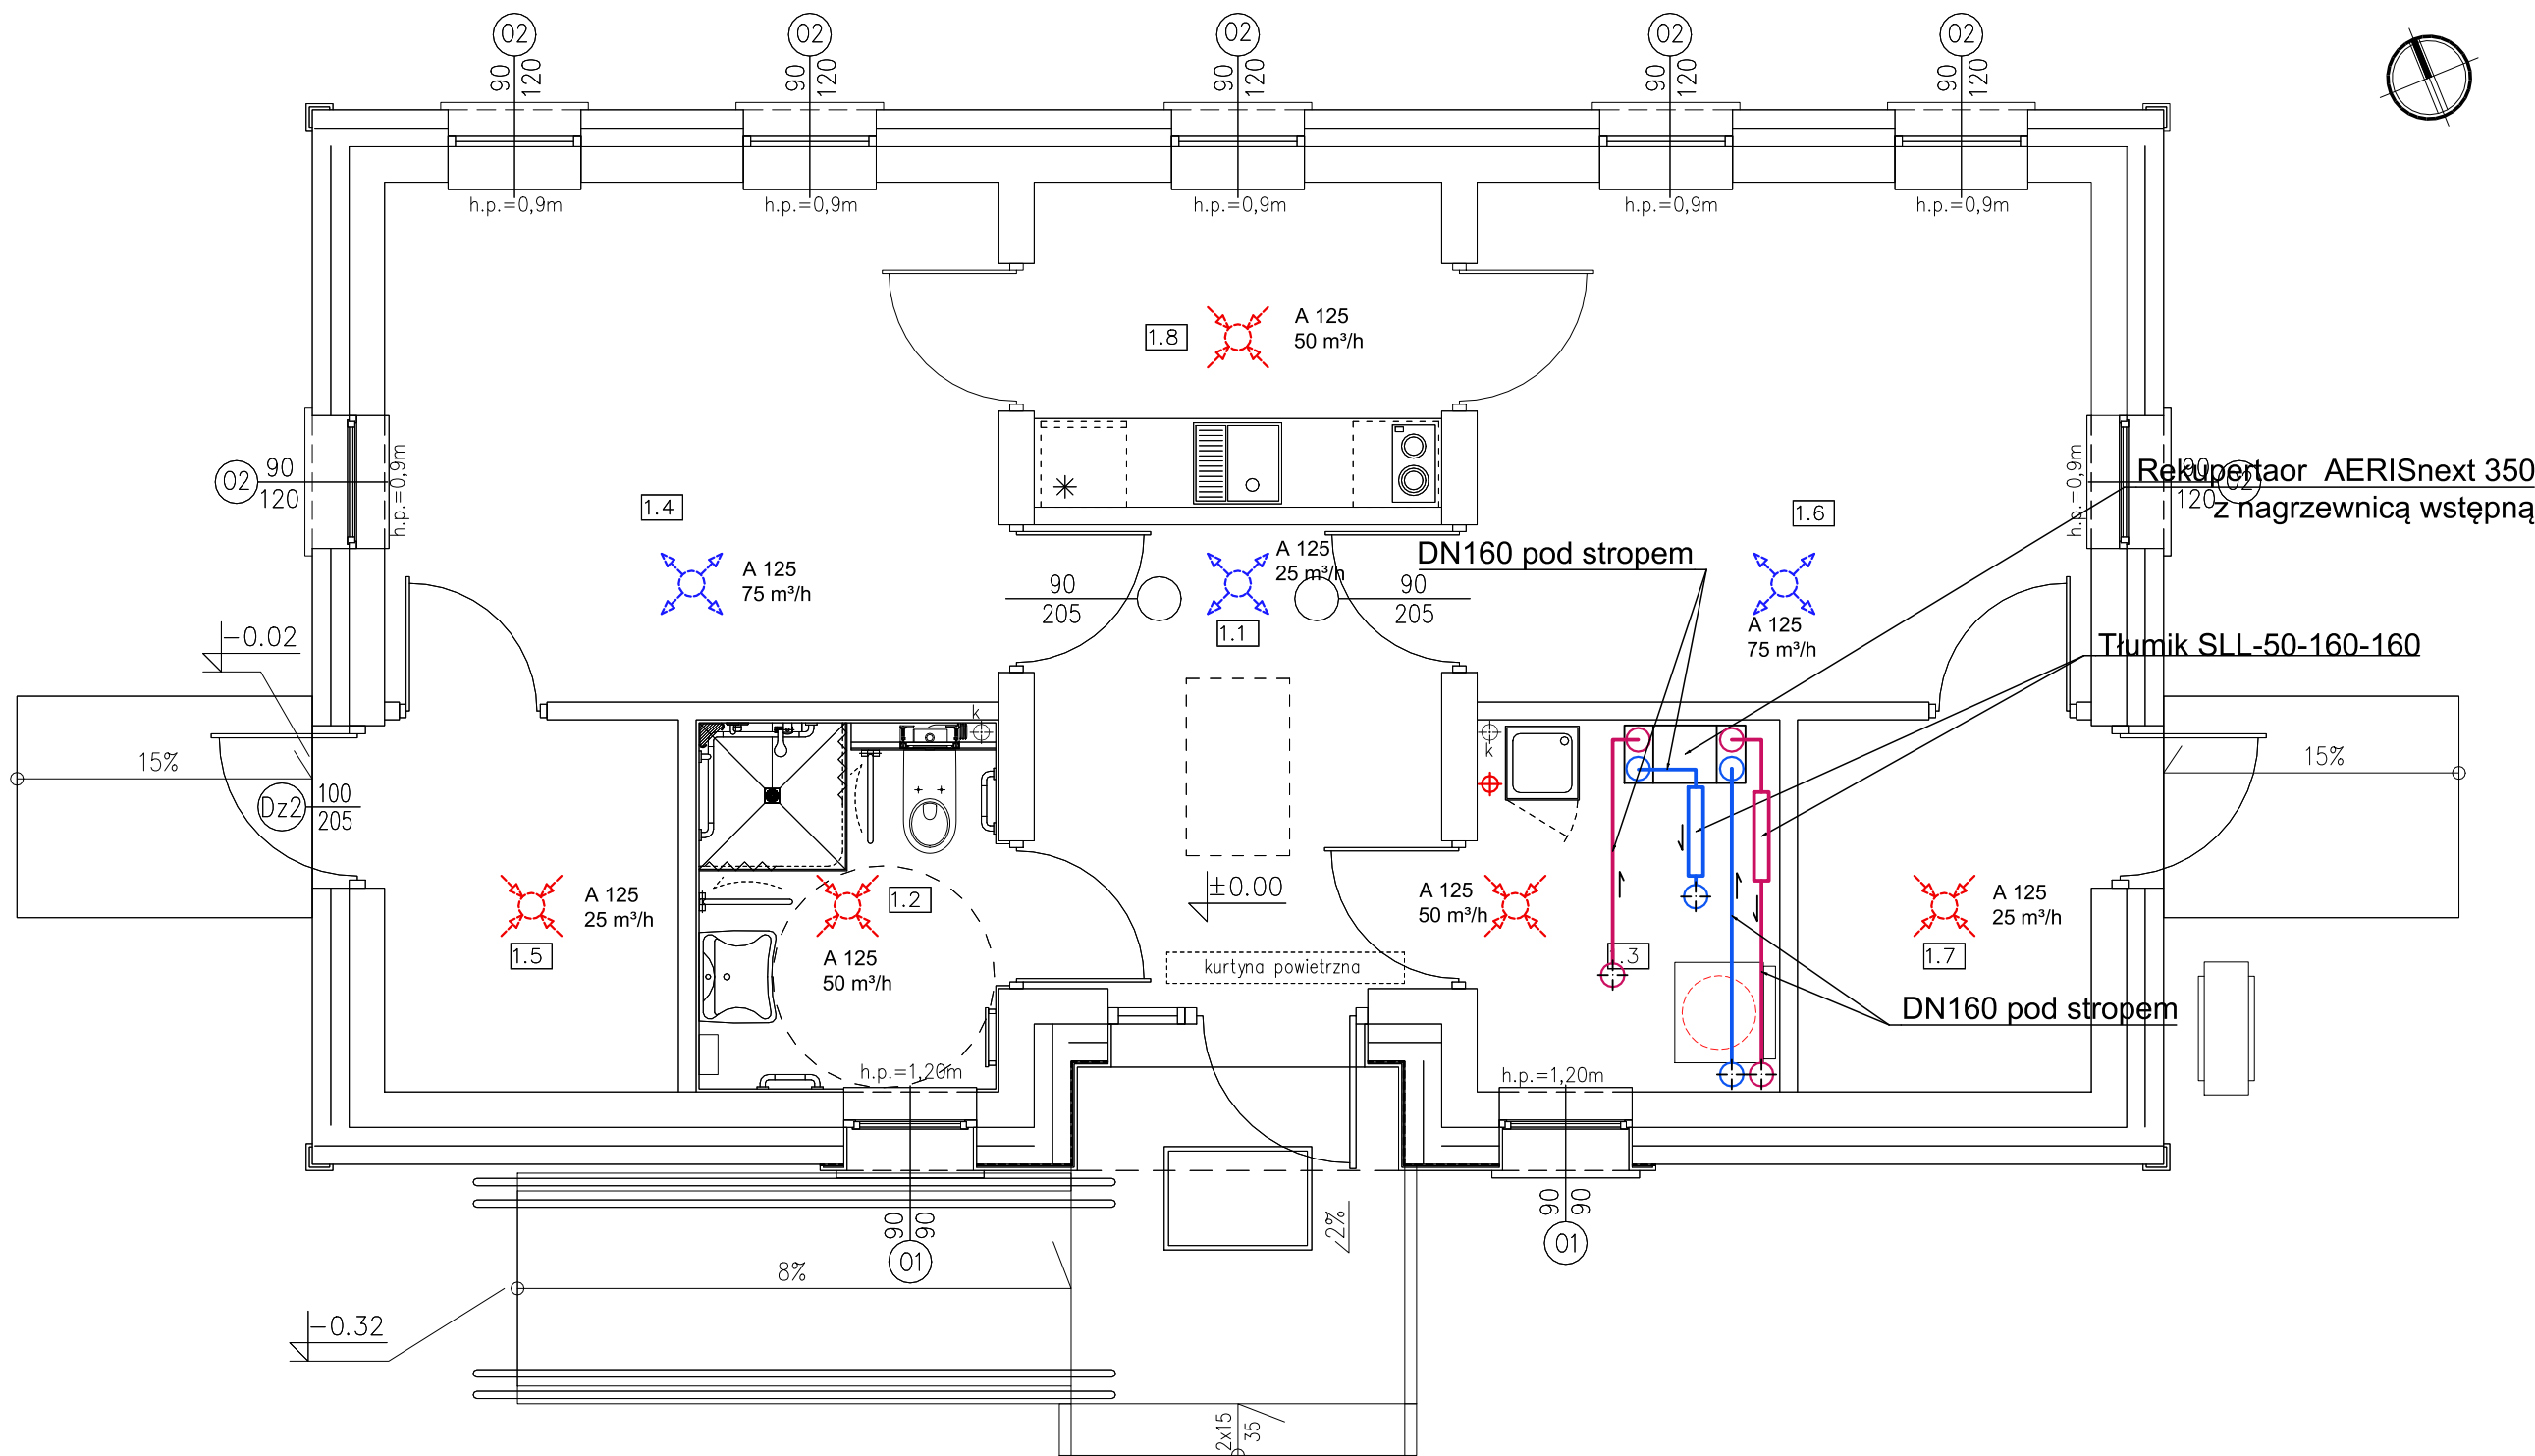 02
02
02
02
02
90
120
90
120
90
120
90
120
90
120
h.p.=0,9m
h.p.=0,9m
h.p.=0,9m
h.p.=0,9m
h.p.=0,9m
1.8
A 125
50 m³/h
02
90
120
h.p.=0,9m
h.p.=0,9m
90
120
02
Rekupertaor AERISnext 350
z nagrzewnicą wstępną
1.4
1.6
A 125
75 m³/h
A 125
25 m³/h
DN160 pod stropem
90
205
90
205
1.1
A 125
75 m³/h
-0.02
Tłumik SLL-50-160-160
k
k
15%
15%
Dz2
100
205
±0.00
A 125
25 m³/h
1.2
A 125
50 m³/h
A 125
25 m³/h
1.5
A 125
50 m³/h
kurtyna powietrzna
.3
1.7
DN160 pod stropem
h.p.=1,20m
h.p.=1,20m
90
90
90
90
01
01
2%
8%
-0.32
2x15
35